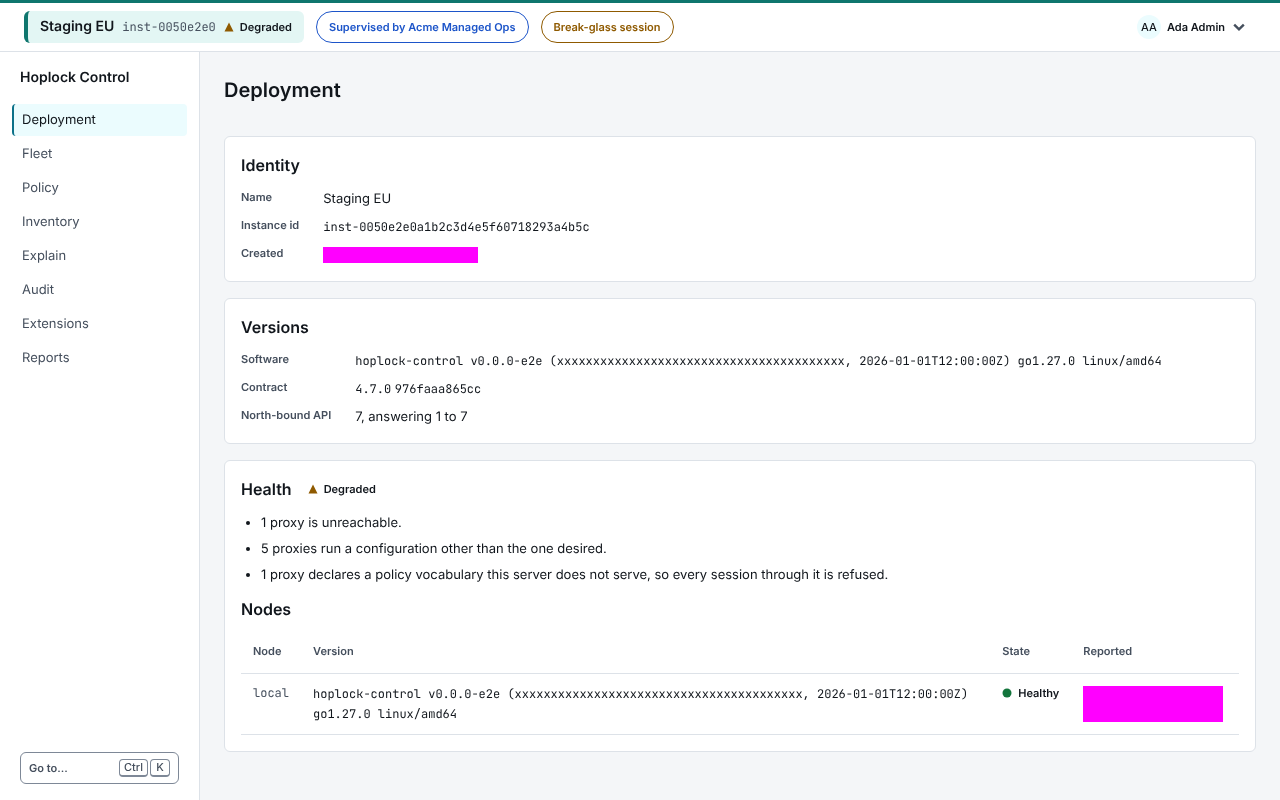 Staging EU inst-0050e2e0 Degraded Supervised by Acme Managed Ops Break-glass session AA Ada Admin
Hoplock Control
Deployment
Fleet
Policy
Inventory
Explain
Audit
Extensions
Reports
Go to... Ctrl K
Deployment
Identity
Name Staging EU
Instance id inst-0050e2e0a1b2c3d4e5f60718293a4b5c
Created
Versions
Software hoplock-control v0.0.0-e2e (xxxxxxxxxxxxxxxxxxxxxxxxxxxxxxxxxxxxxxxx, 2026-01-01T12:00:00Z) go1.27.0 linux/amd64
Contract 4.7.0 976faaa865cc
North-bound API 7, answering 1 to 7
Health Degraded
1 proxy is unreachable.
5 proxies run a configuration other than the one desired.
1 proxy declares a policy vocabulary this server does not serve, so every session through it is refused.
Nodes
Node Version State Reported
local hoplock-control v0.0.0-e2e (xxxxxxxxxxxxxxxxxxxxxxxxxxxxxxxxxxxxxxxx, 2026-01-01T12:00:00Z) Healthy
go1.27.0 linux/amd64